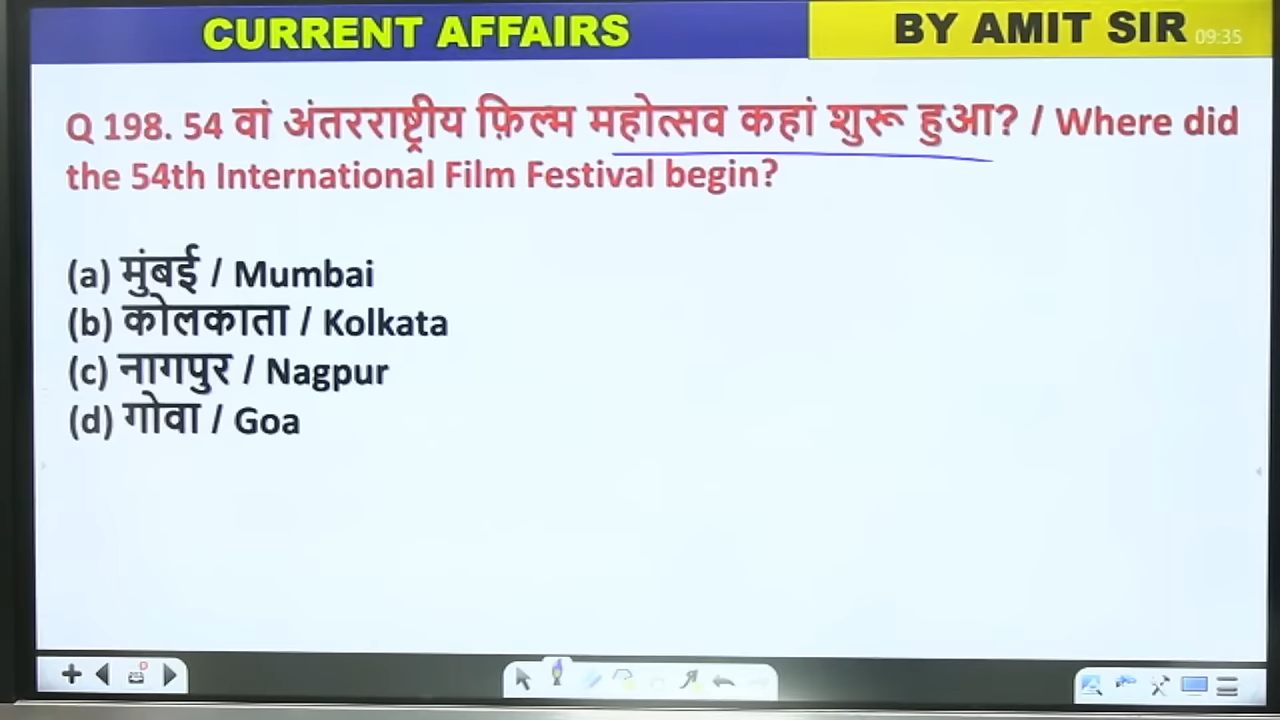 CURRENT AFFAIRS
BY AMIT SIR 09:35
Q 198. 54 वां अंतरराष्ट्रीय फ़िल्म महोत्सव कहां शुरू हुआ? / Where did
the 54th International Film Festival begin?
(a) मुंबई / Mumbai
(b) कोलकाता / Kolkata
(c) नागपुर / Nagpur
(d) गोवा / Goa